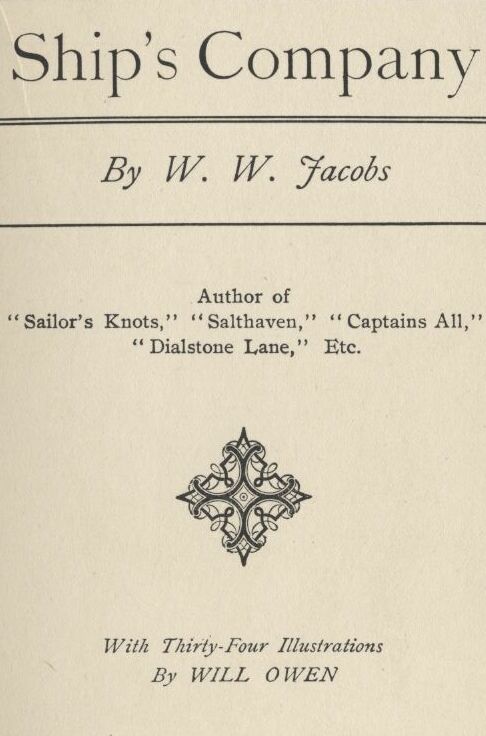 Ship's Company
By W. W. Jacobs
Author of
"Sailor's Knots," "Salthaven," "Captains All,"
"Dialstone Lane," Etc.
With Thirty-Four Illustrations
By WILL OWEN